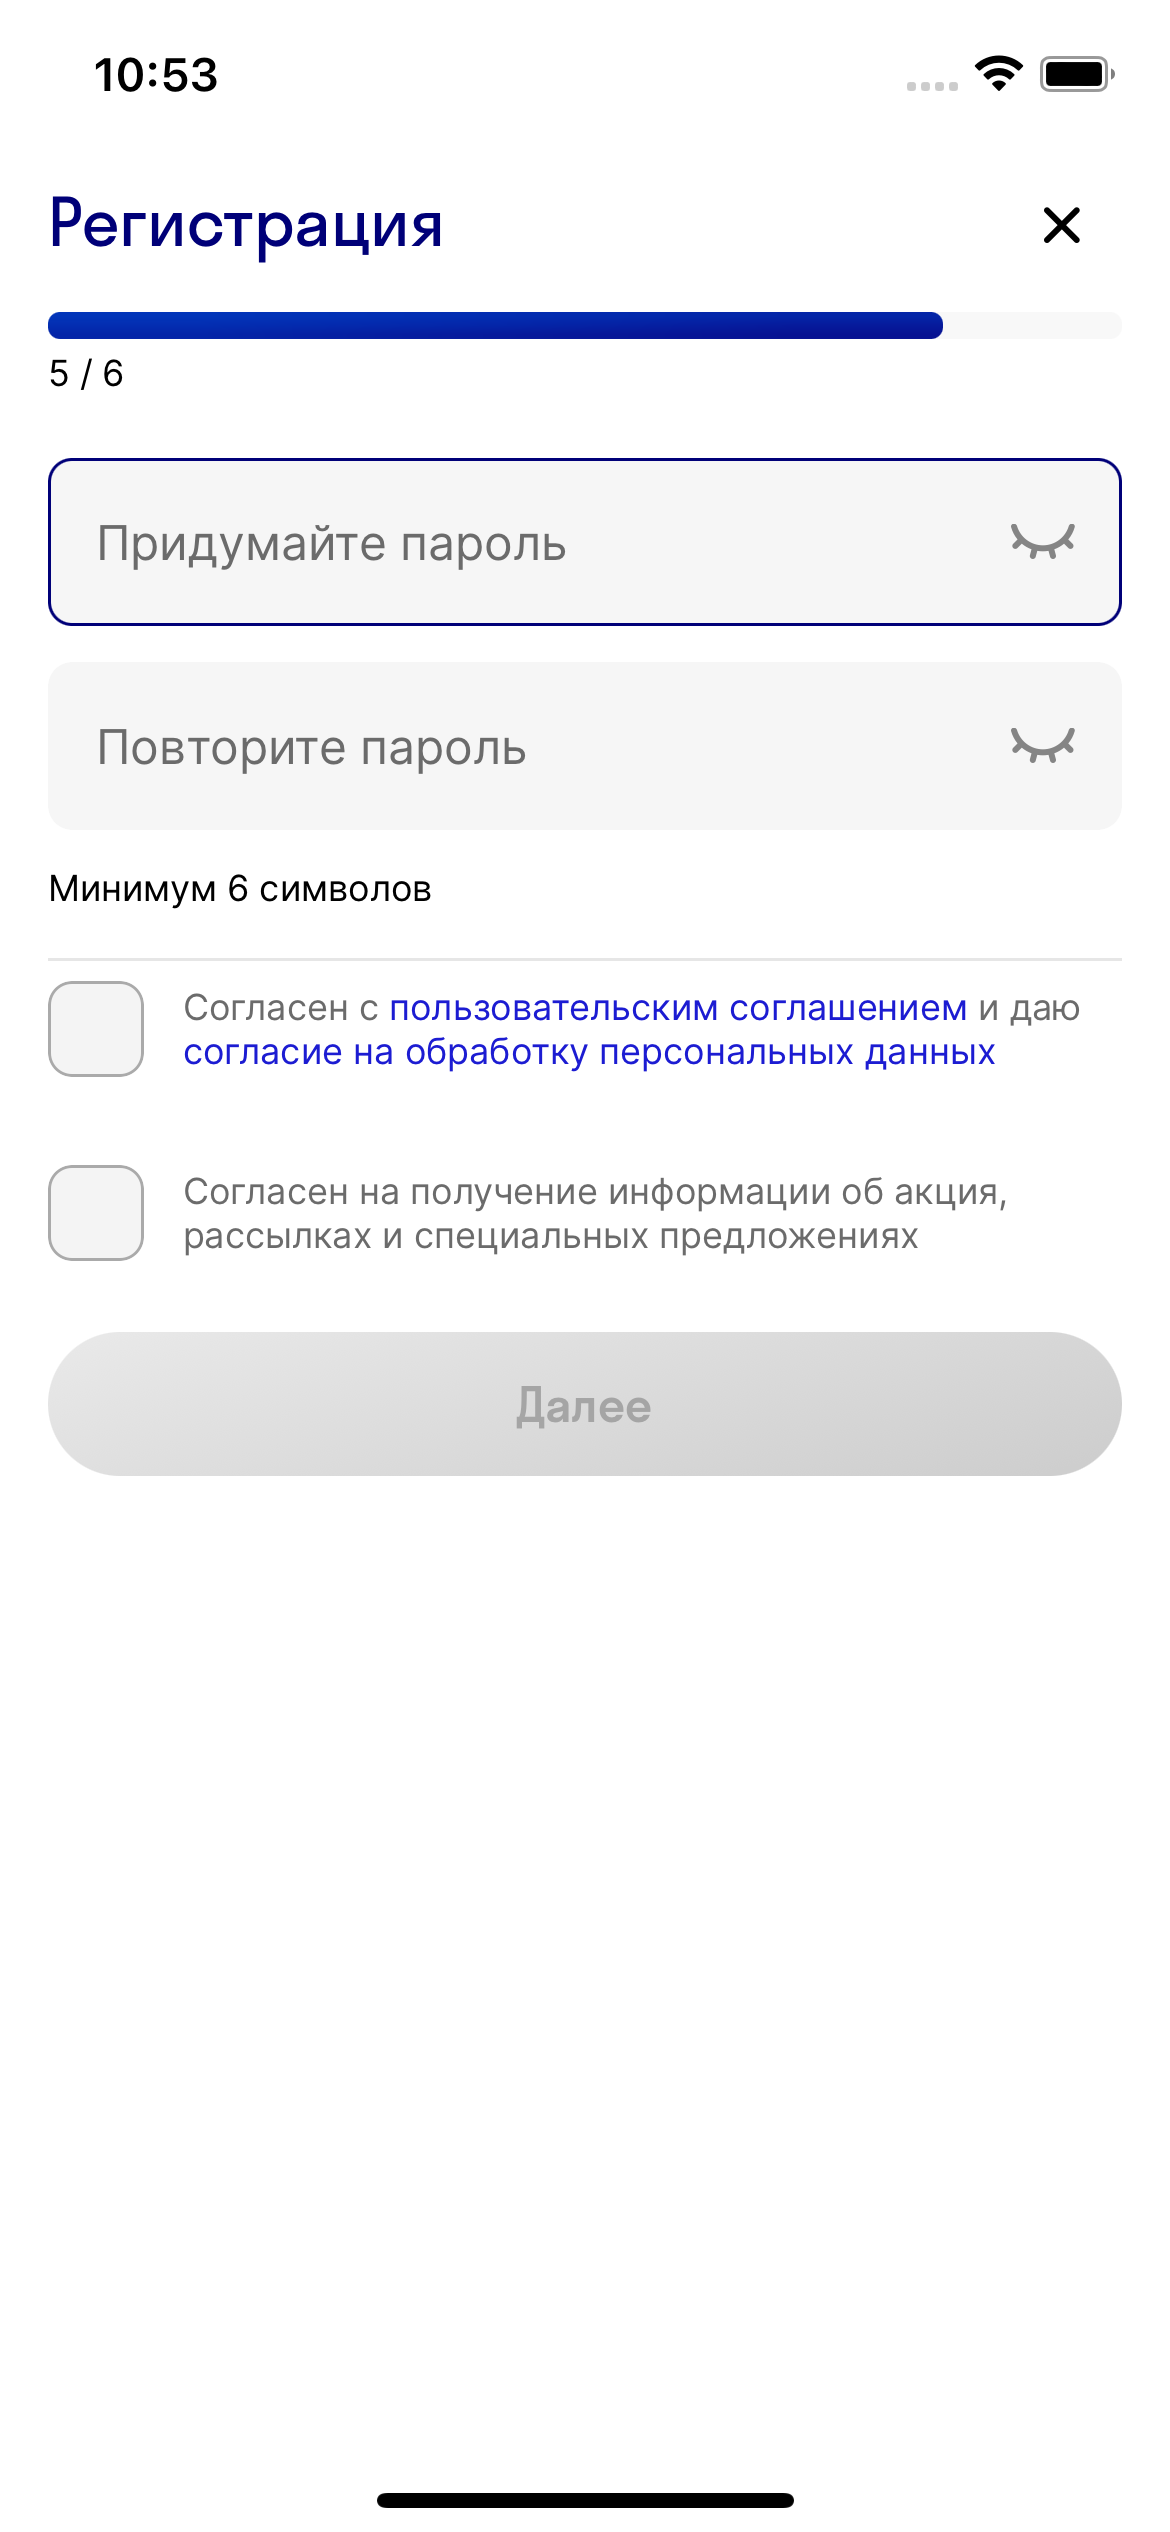 10:53
Регистрация
5 / 6
Придумайте пароль
Повторите пароль
Минимум 6 символов
Согласен с пользовательским соглашением и даю
согласие на обработку персональных данных
Согласен на получение информации об акция,
рассылках и специальных предложениях
Далее